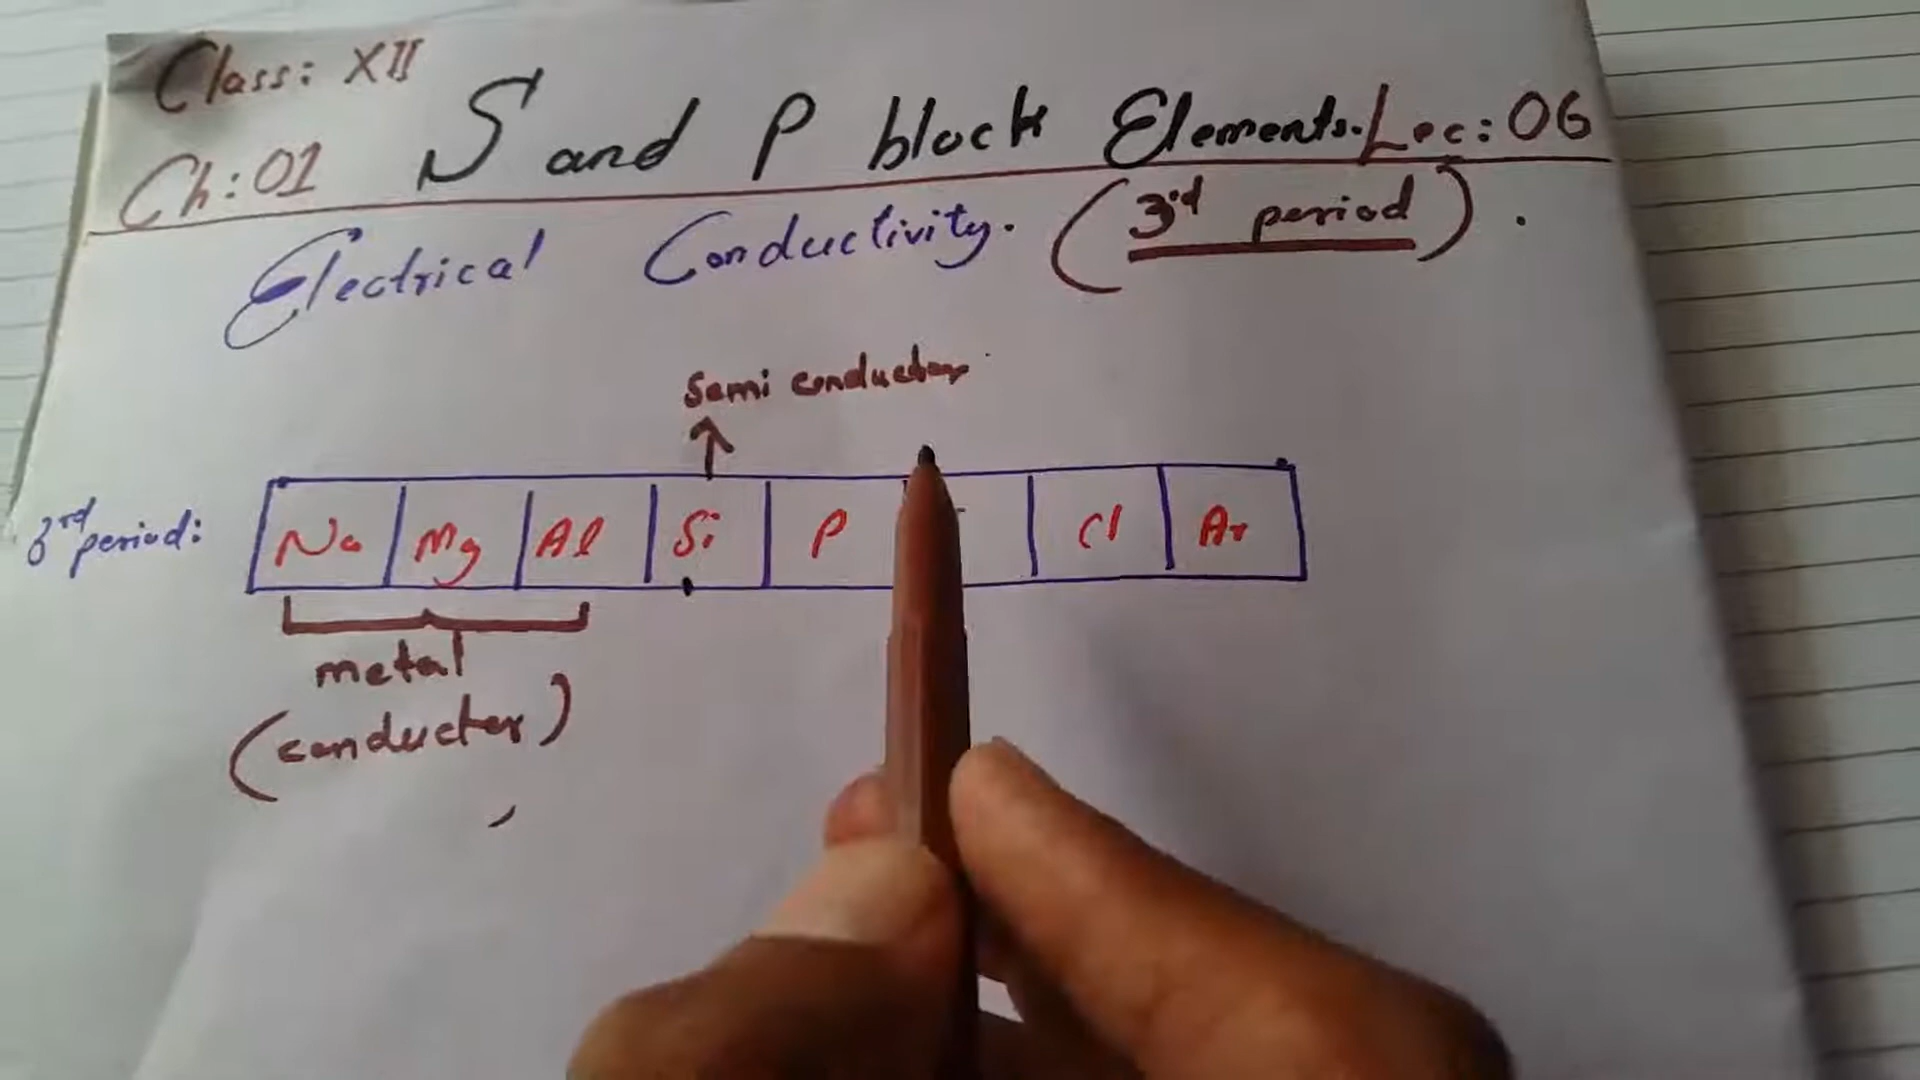 Class: XII
Ch: 01 S and P block Elements. Lec: 06
Electrical Conductivity. (3rd period).
Semi conductor
3rd period: Na Mg Al Si P Cl Ar
metal
(conductor)